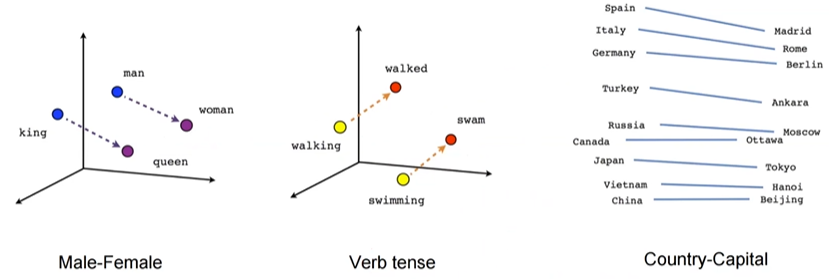 man
woman
king
queen
Male-Female
walked
swam
walking
swimming
Verb tense
Spain
Madrid
Italy
Rome
Germany
Berlin
Turkey
Ankara
Russia
Moscow
Canada
Ottawa
Japan
Tokyo
Vietnam
Hanoi
China
Beijing
Country-Capital